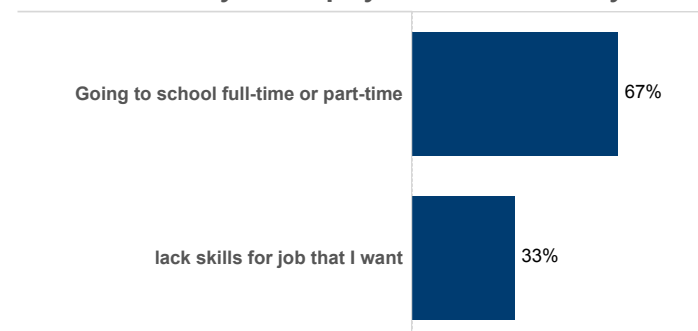 Going to school full-time or part-time
67%
lack skills for job that I want
33%